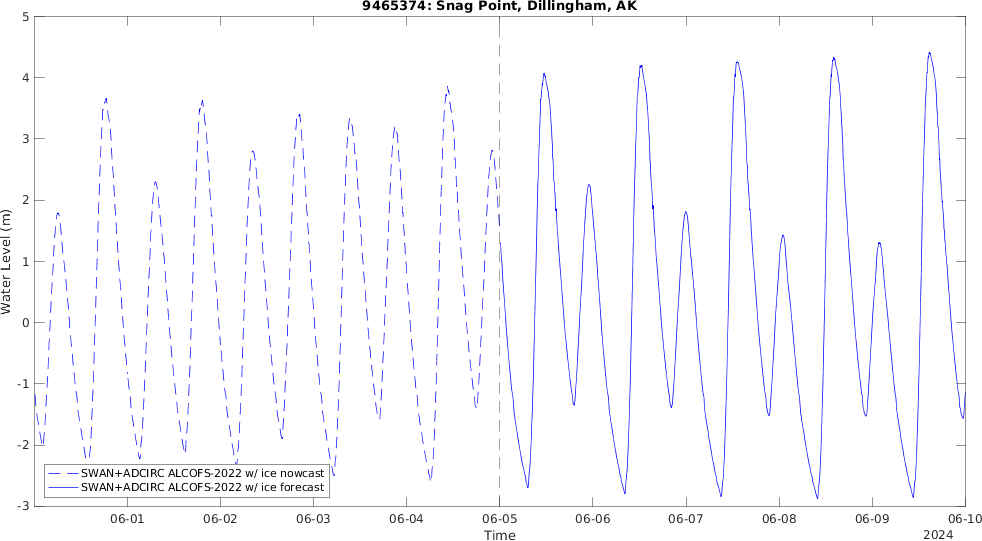 9465374: Snag Point, Dillingham, AK
5
4
3
2
1
0
-1
-2
-3
Water Level (m)
SWAN+ADCIRC ALCOFS-2022 w/ ice nowcast
SWAN+ADCIRC ALCOFS-2022 w/ ice forecast
06-01 06-02 06-03 06-04 06-05 06-06 06-07 06-08 06-09 06-10
Time
2024